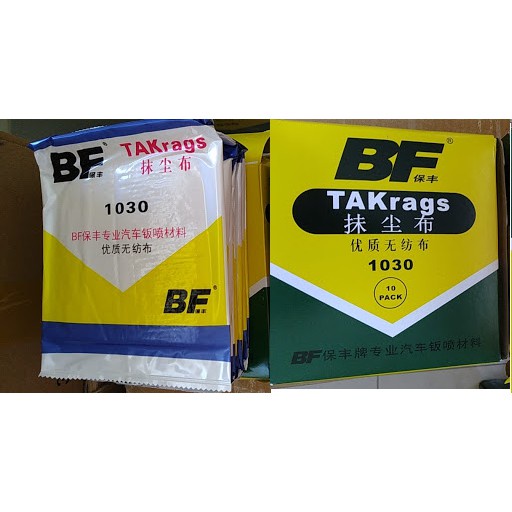 BF
保丰
TAKrags
抹尘布
1030
BF保丰专业汽车钣喷材料
优质无纺布
BF
保丰
BF®
保丰
TAKrags
抹尘布
优质无纺布
1030
10
PACK
BF保丰牌专业汽车钣喷材料